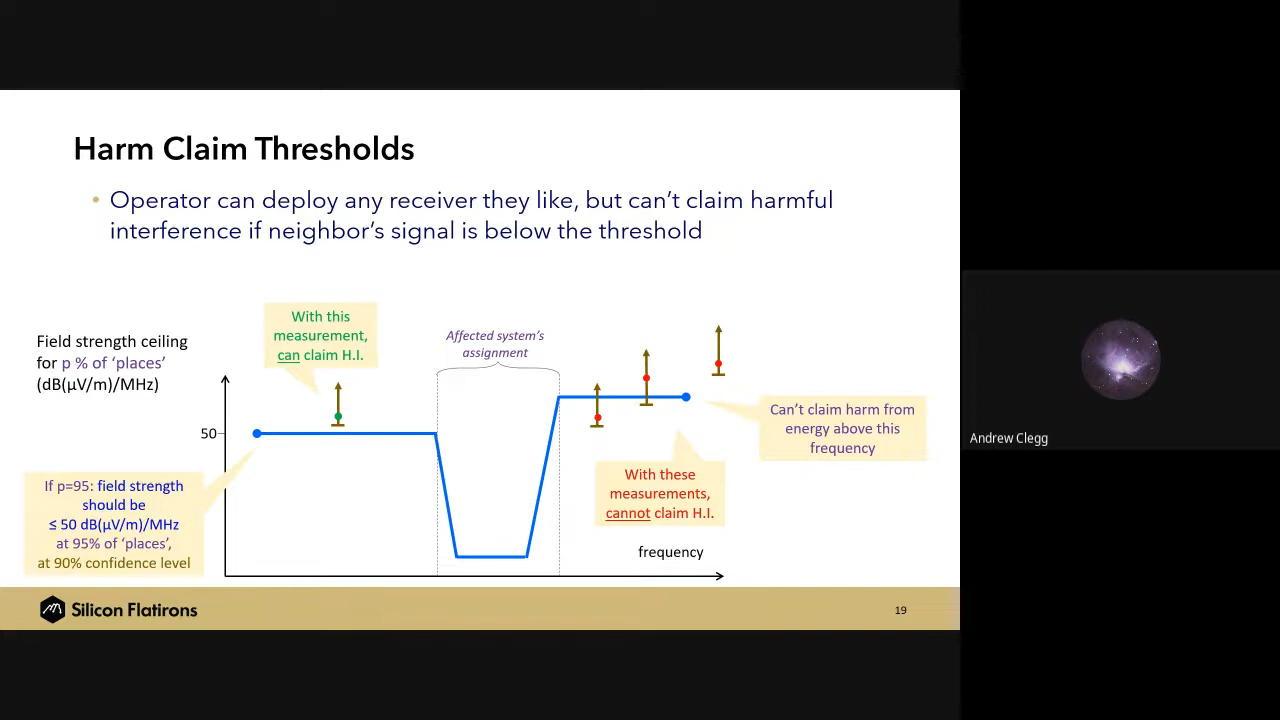 Harm Claim Thresholds
• Operator can deploy any receiver they like, but can't claim harmful
interference if neighbor's signal is below the threshold
Field strength ceiling
for p % of 'places'
(dB(μV/m)/MHz)
With this
measurement,
can claim H.I.
Affected system's
assignment
50
Can't claim harm from
energy above this
frequency
If p=95: field strength
should be
≤ 50 dB(μV/m)/MHz
at 95% of 'places',
at 90% confidence level
With these
measurements,
cannot claim H.I.
frequency
Silicon Flatirons
19
Andrew Clegg